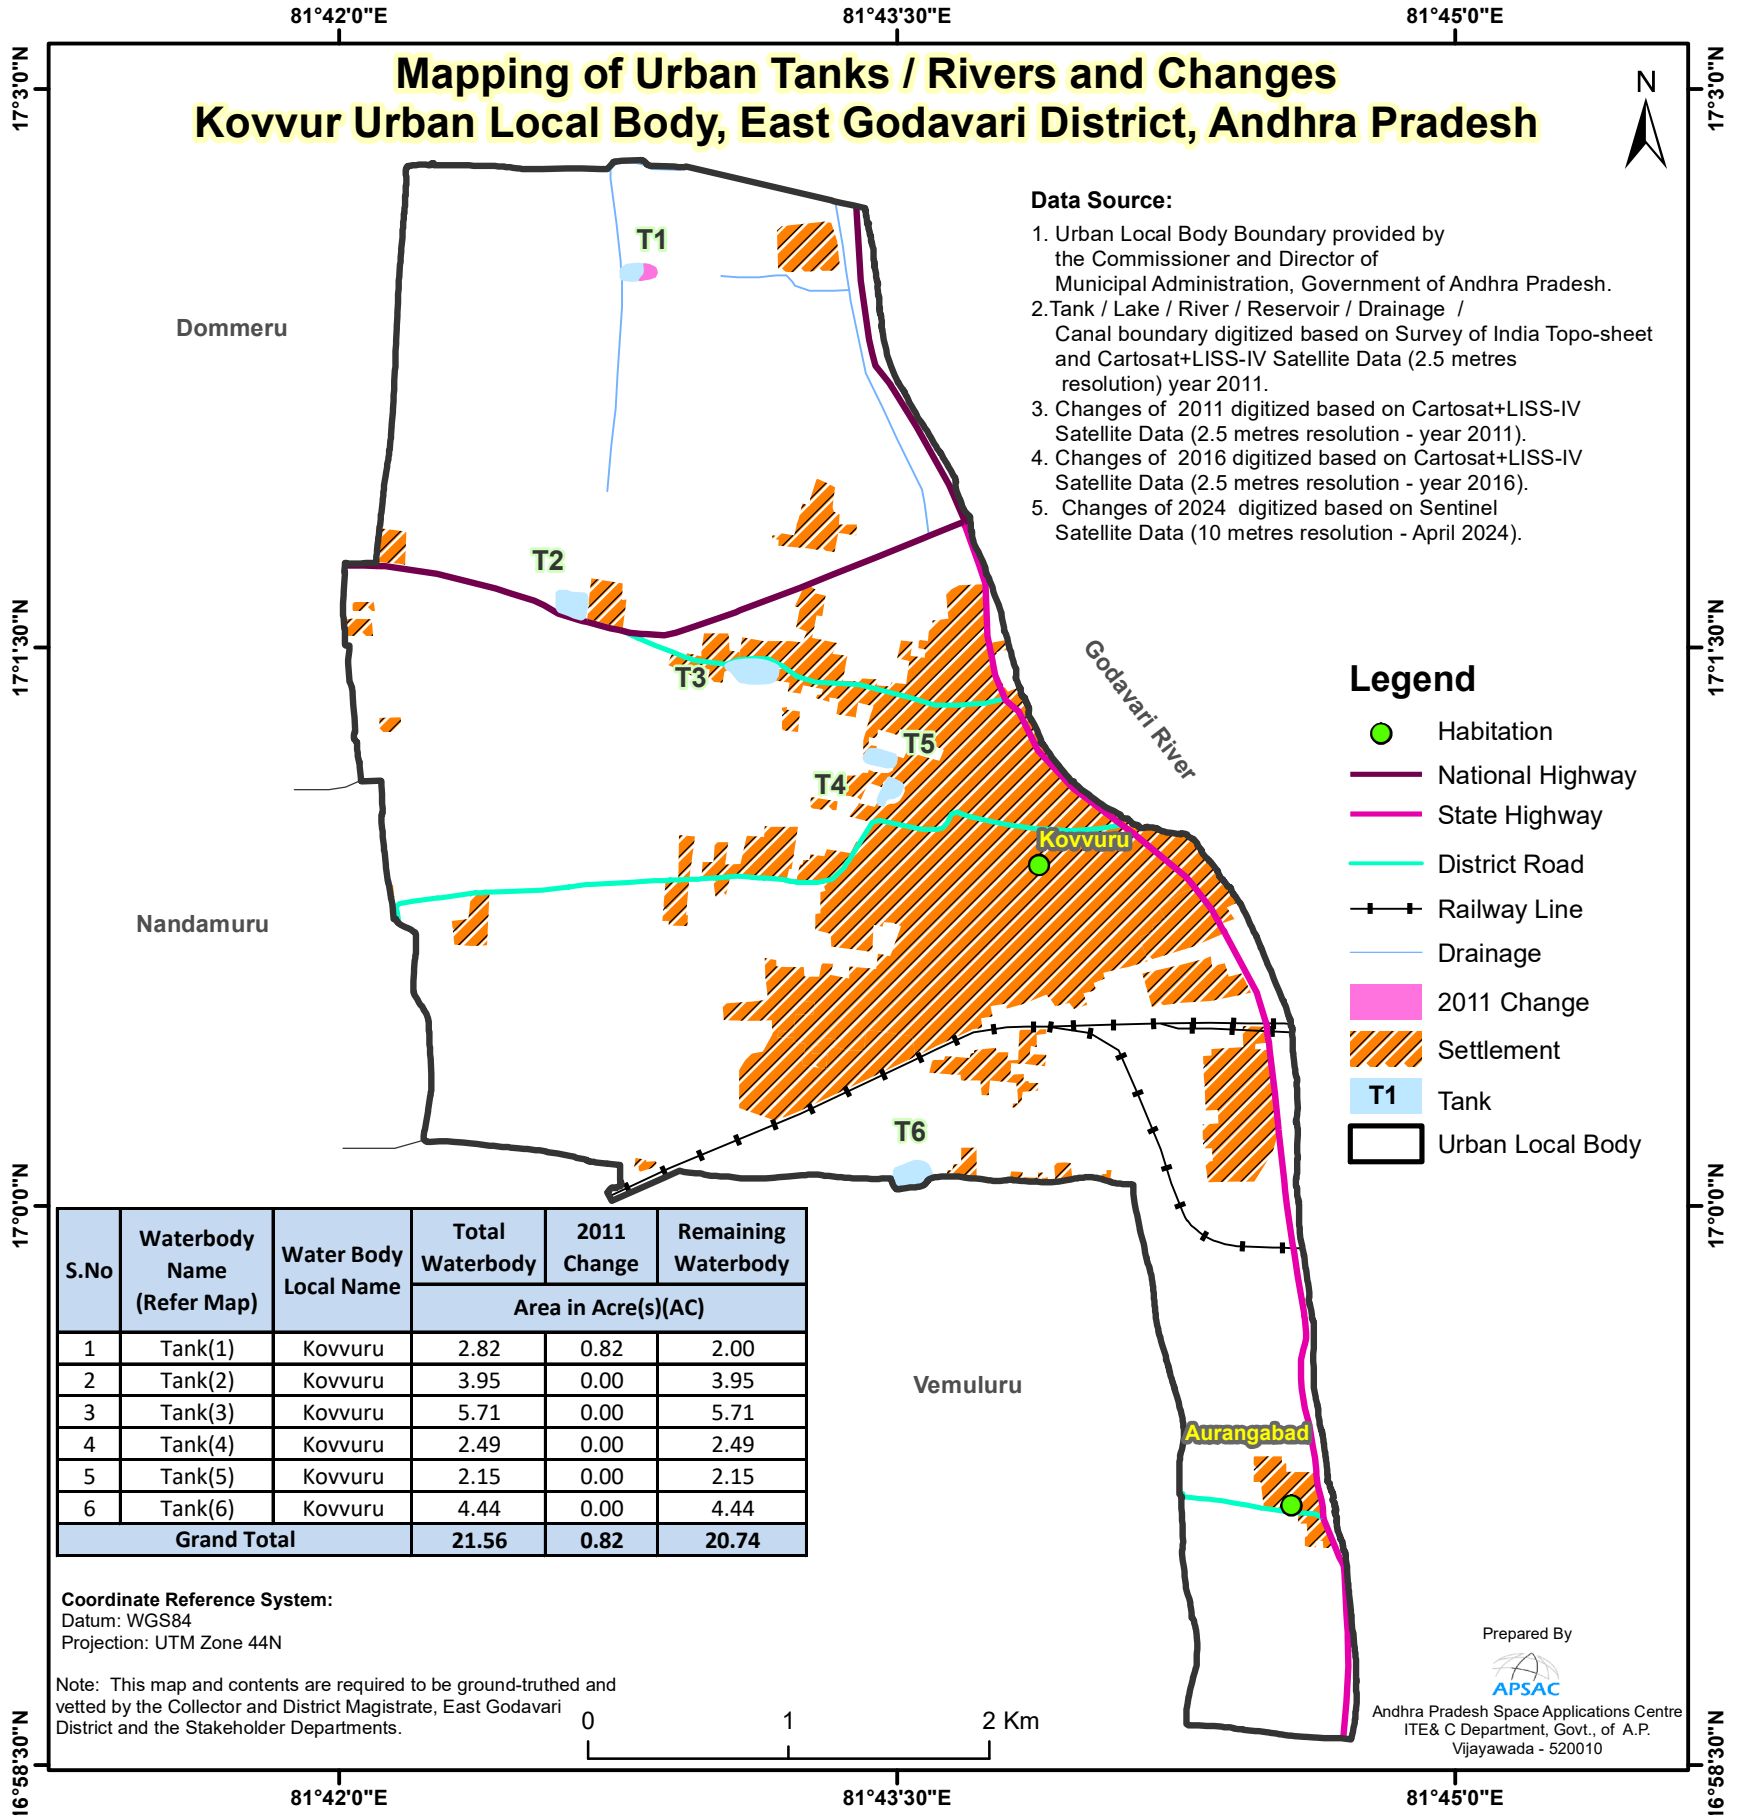 81°42'0"E
81°43'30"E
81°45'0"E
17°3'0"N
17°3'0"N
Mapping of Urban Tanks / Rivers and Changes
Kovvur Urban Local Body, East Godavari District, Andhra Pradesh
N
Data Source:
1. Urban Local Body Boundary provided by
the Commissioner and Director of
Municipal Administration, Government of Andhra Pradesh.
2.Tank / Lake / River / Reservoir / Drainage /
Canal boundary digitized based on Survey of India Topo-sheet
and Cartosat+LISS-IV Satellite Data (2.5 metres
resolution) year 2011.
3. Changes of 2011 digitized based on Cartosat+LISS-IV
Satellite Data (2.5 metres resolution - year 2011).
4. Changes of 2016 digitized based on Cartosat+LISS-IV
Satellite Data (2.5 metres resolution - year 2016).
5. Changes of 2024 digitized based on Sentinel
Satellite Data (10 metres resolution - April 2024).
T1
Dommeru
T2
T3
T5
T4
Godavari River
Kovvuru
Nandamuru
T6
Vemuluru
Aurangabad
17°1'30"N
17°1'30"N
Legend
Habitation
National Highway
State Highway
District Road
Railway Line
Drainage
2011 Change
Settlement
T1 Tank
Urban Local Body
17°0'0"N
17°0'0"N
S.No Waterbody Name (Refer Map) Water Body Local Name Total Waterbody 2011 Change Remaining Waterbody
Area in Acre(s)(AC)
1 Tank(1) Kovvuru 2.82 0.82 2.00
2 Tank(2) Kovvuru 3.95 0.00 3.95
3 Tank(3) Kovvuru 5.71 0.00 5.71
4 Tank(4) Kovvuru 2.49 0.00 2.49
5 Tank(5) Kovvuru 2.15 0.00 2.15
6 Tank(6) Kovvuru 4.44 0.00 4.44
Grand Total 21.56 0.82 20.74
Coordinate Reference System:
Datum: WGS84
Projection: UTM Zone 44N
Note: This map and contents are required to be ground-truthed and
vetted by the Collector and District Magistrate, East Godavari
District and the Stakeholder Departments.
0 1 2 Km
Prepared By
APSAC
Andhra Pradesh Space Applications Centre
ITE& C Department, Govt., of A.P.
Vijayawada - 520010
16°58'30"N
16°58'30"N
81°42'0"E
81°43'30"E
81°45'0"E